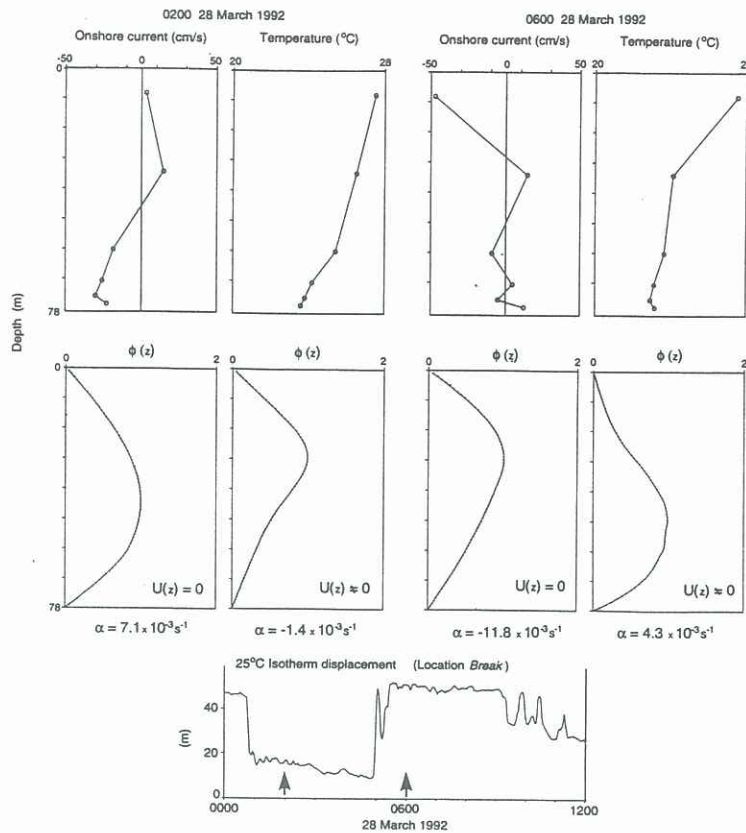 0200 28 March 1992
0600 28 March 1992
Onshore current (cm/s)
Temperature (°C)
Onshore current (cm/s)
Temperature (°C)
-50 0 50
20 28
-50 0 50
20 2
0
78
Depth (m)
ϕ (z)
ϕ (z)
ϕ (z)
ϕ (z)
0 2
0 2
0 2
0 2
0
78
U(z) = 0
U(z) ≠ 0
U(z) = 0
U(z) ≠ 0
α = 7.1 x 10⁻³s⁻¹
α = -1.4 x 10⁻³s⁻¹
α = -11.8 x 10⁻³s⁻¹
α = 4.3 x 10⁻³s⁻¹
25°C Isotherm displacement (Location Break)
(m)
40
20
0
0000 0600 1200
28 March 1992